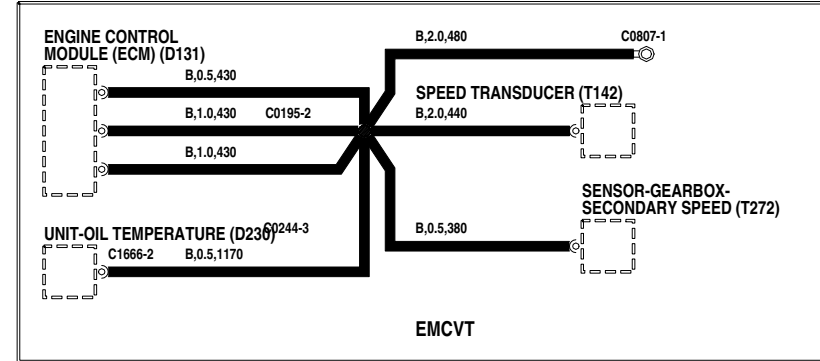 ENGINE CONTROL
MODULE (ECM) (D131)
B,2.0,480
C0807-1
B,0.5,430
SPEED TRANSDUCER (T142)
B,1.0,430
C0195-2
B,2.0,440
B,1.0,430
SENSOR-GEARBOX-
SECONDARY SPEED (T272)
UNIT-OIL TEMPERATURE (D230)
C0244-3
B,0.5,380
C1666-2
B,0.5,1170
EMCVT